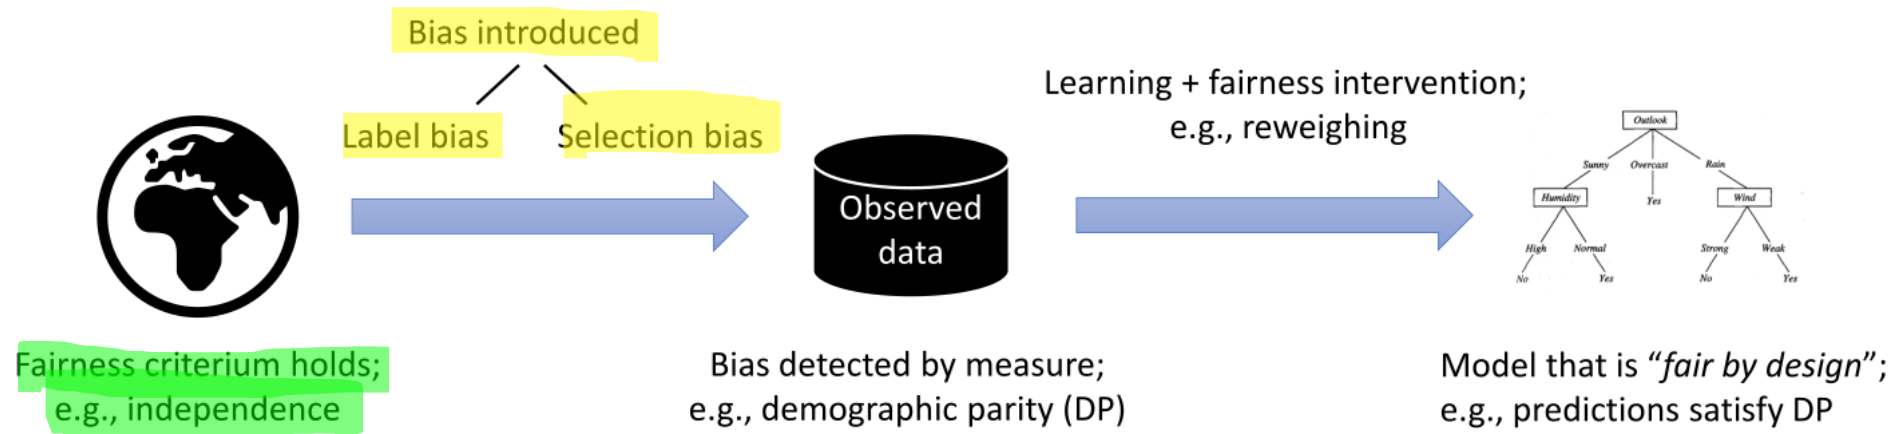 Bias introduced
Label bias
Selection bias
Fairness criterium holds;
e.g., independence
Observed
data
Bias detected by measure;
e.g., demographic parity (DP)
Learning + fairness intervention;
e.g., reweighing
Outlook
Sunny
Overcast
Rain
Humidity
Yes
Wind
High
Normal
Strong
Weak
No
Yes
No
Yes
Model that is “fair by design”;
e.g., predictions satisfy DP